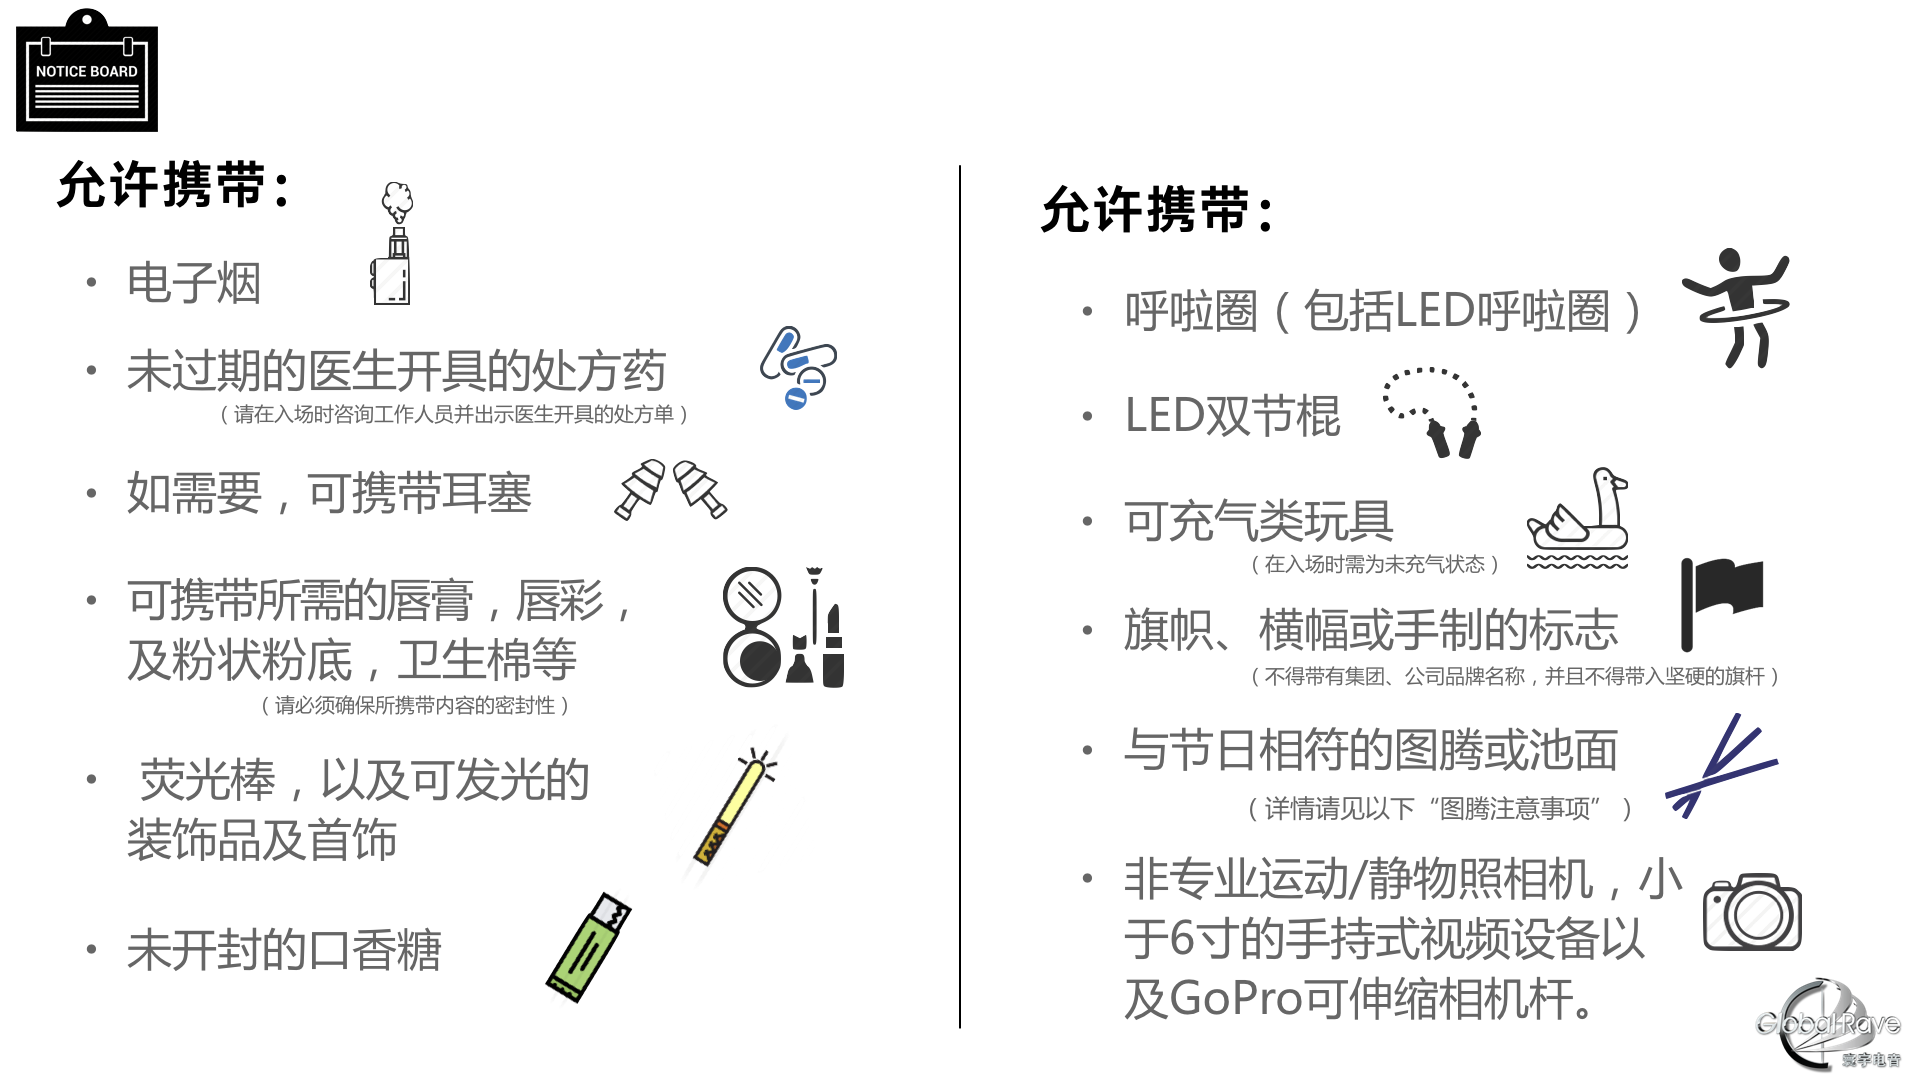 NOTICE BOARD
允许携带：
• 电子烟
• 未过期的医生开具的处方药
（请在入场时咨询工作人员并出示医生开具的处方单）
• 如需要，可携带耳塞
• 可携带所需的唇膏，唇彩，
及粉状粉底，卫生棉等
（请必须确保所携带内容的密封性）
• 荧光棒，以及可发光的
装饰品及首饰
• 未开封的口香糖
允许携带：
• 呼啦圈（包括LED呼啦圈）
• LED双节棍
• 可充气类玩具
（在入场时需为未充气状态）
• 旗帜、横幅或手制的标志
（不得带有集团、公司品牌名称，并且不得带入坚硬的旗杆）
• 与节日相符的图腾或池面
（详情请见以下“图腾注意事项”）
• 非专业运动/静物照相机，小
于6寸的手持式视频设备以
及GoPro可伸缩相机杆。
Global Rave
寰宇电音